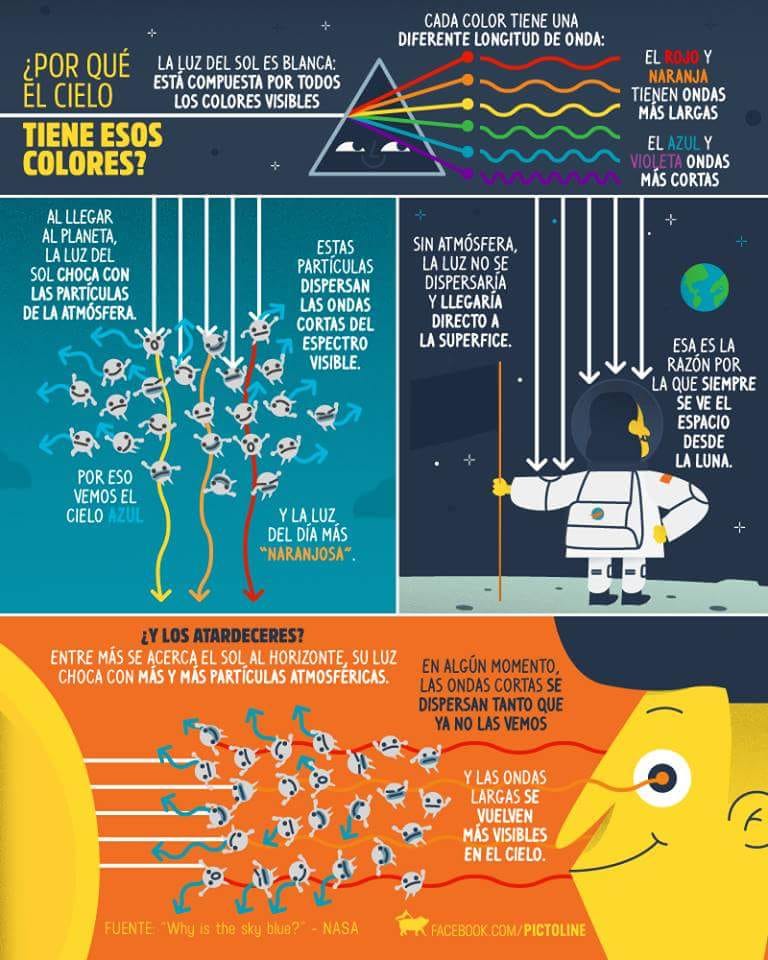 ¿POR QUÉ
EL CIELO
TIENE ESOS
COLORES?
LA LUZ DEL SOL ES BLANCA:
ESTÁ COMPUESTA POR TODOS
LOS COLORES VISIBLES
CADA COLOR TIENE UNA
DIFERENTE LONGITUD DE ONDA:
EL ROJO Y
NARANJA
TIENEN ONDAS
MÁS LARGAS
EL AZUL Y
VIOLETA ONDAS
MÁS CORTAS
AL LLEGAR
AL PLANETA,
LA LUZ DEL
SOL CHOCA CON
LAS PARTÍCULAS
DE LA ATMÓSFERA.
ESTAS
PARTÍCULAS
DISPERSAN
LAS ONDAS
CORTAS DEL
ESPECTRO
VISIBLE.
POR ESO
VEMOS EL
CIELO AZUL
Y LA LUZ
DEL DÍA MÁS
"NARANJOSA".
SIN ATMÓSFERA,
LA LUZ NO SE
DISPERSARÍA
Y LLEGARÍA
DIRECTO A
LA SUPERFICE.
ESA ES LA
RAZÓN POR
LA QUE SIEMPRE
SE VE EL
ESPACIO
DESDE
LA LUNA.
¿Y LOS ATARDECERES?
ENTRE MÁS SE ACERCA EL SOL AL HORIZONTE, SU LUZ
CHOCA CON MÁS Y MÁS PARTÍCULAS ATMOSFÉRICAS.
EN ALGÚN MOMENTO,
LAS ONDAS CORTAS SE
DISPERSAN TANTO QUE
YA NO LAS VEMOS
Y LAS ONDAS
LARGAS SE
VUELVEN
MÁS VISIBLES
EN EL CIELO.
FUENTE: "Why is the sky blue?" - NASA
FACEBOOK.COM/PICTOLINE